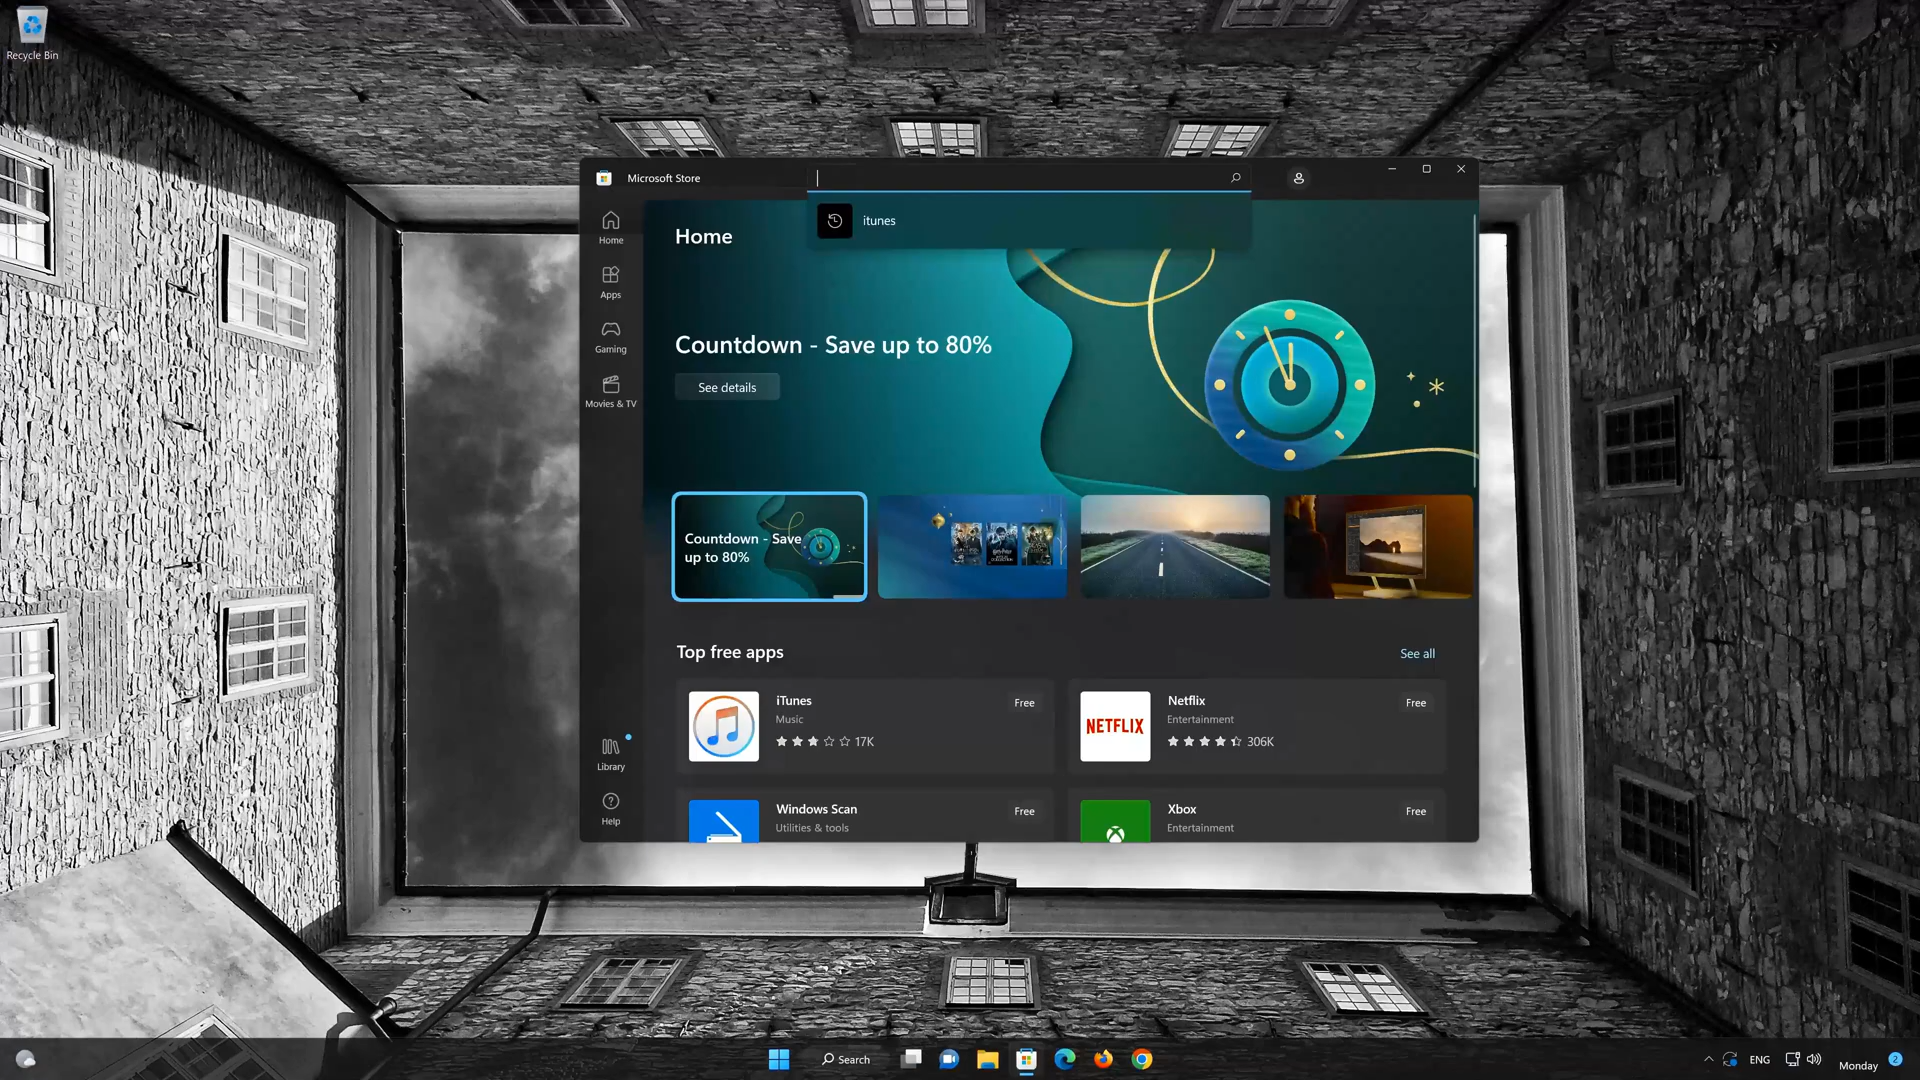 Recycle Bin
Microsoft Store
itunes
Home
Apps
Gaming
Movies & TV
Library
Help
Home
Countdown - Save up to 80%
See details
Countdown - Save
up to 80%
Top free apps
See all
iTunes
Music
17K
Free
NETFLIX
Netflix
Entertainment
306K
Free
Windows Scan
Utilities & tools
Free
Xbox
Entertainment
Free
Search
ENG
Monday
2